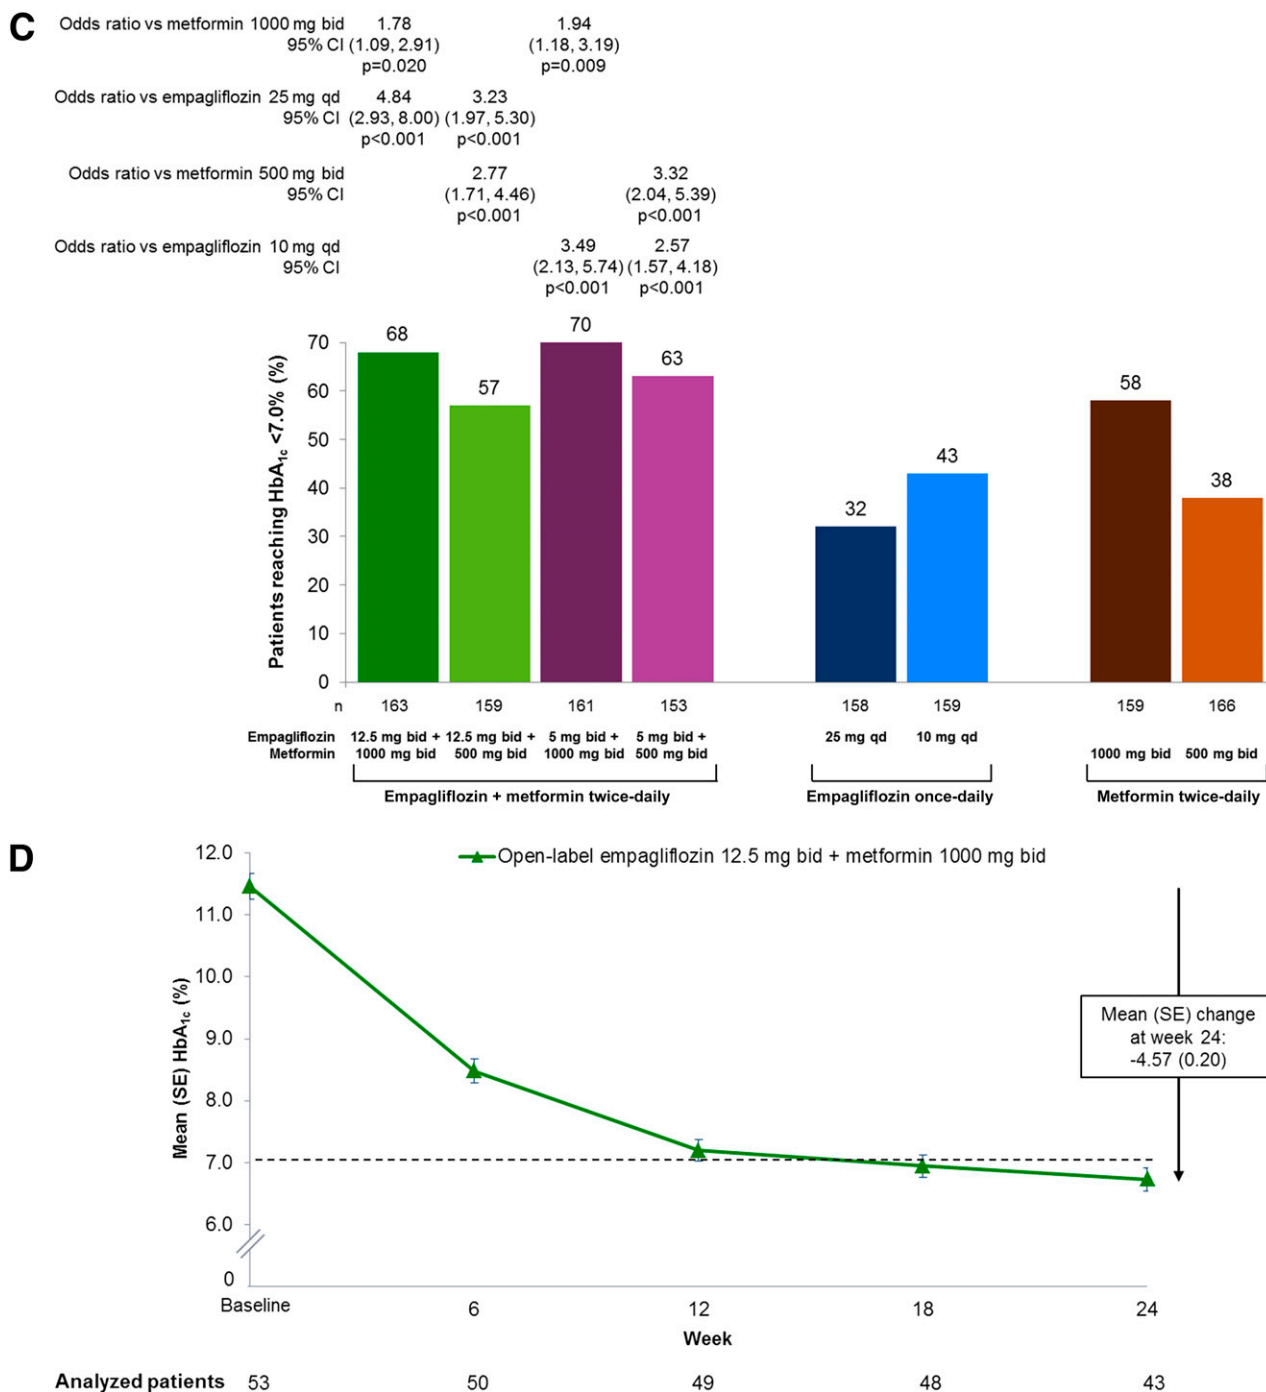 C
Odds ratio vs metformin 1000 mg bid 1.78 1.94
95% CI (1.09, 2.91) (1.18, 3.19)
p=0.020 p=0.009
Odds ratio vs empagliflozin 25 mg qd 4.84 3.23
95% CI (2.93, 8.00) (1.97, 5.30)
p<0.001 p<0.001
Odds ratio vs metformin 500 mg bid 2.77 3.32
95% CI (1.71, 4.46) (2.04, 5.39)
p<0.001 p<0.001
Odds ratio vs empagliflozin 10 mg qd 3.49 2.57
95% CI (2.13, 5.74) (1.57, 4.18)
p<0.001 p<0.001
Patients reaching HbA1c <7.0% (%)
70
60
50
40
30
20
10
0
68 57 70 63 32 43 58 38
n 163 159 161 153 158 159 159 166
Empagliflozin 12.5 mg bid + 12.5 mg bid + 5 mg bid + 5 mg bid + 25 mg qd 10 mg qd
Metformin 1000 mg bid 500 mg bid 1000 mg bid 500 mg bid 1000 mg bid 500 mg bid
Empagliflozin + metformin twice-daily Empagliflozin once-daily Metformin twice-daily
D
Open-label empagliflozin 12.5 mg bid + metformin 1000 mg bid
Mean (SE) HbA1c (%)
12.0
11.0
10.0
9.0
8.0
7.0
6.0
0
Mean (SE) change
at week 24:
-4.57 (0.20)
Baseline 6 12 18 24
Week
Analyzed patients 53 50 49 48 43